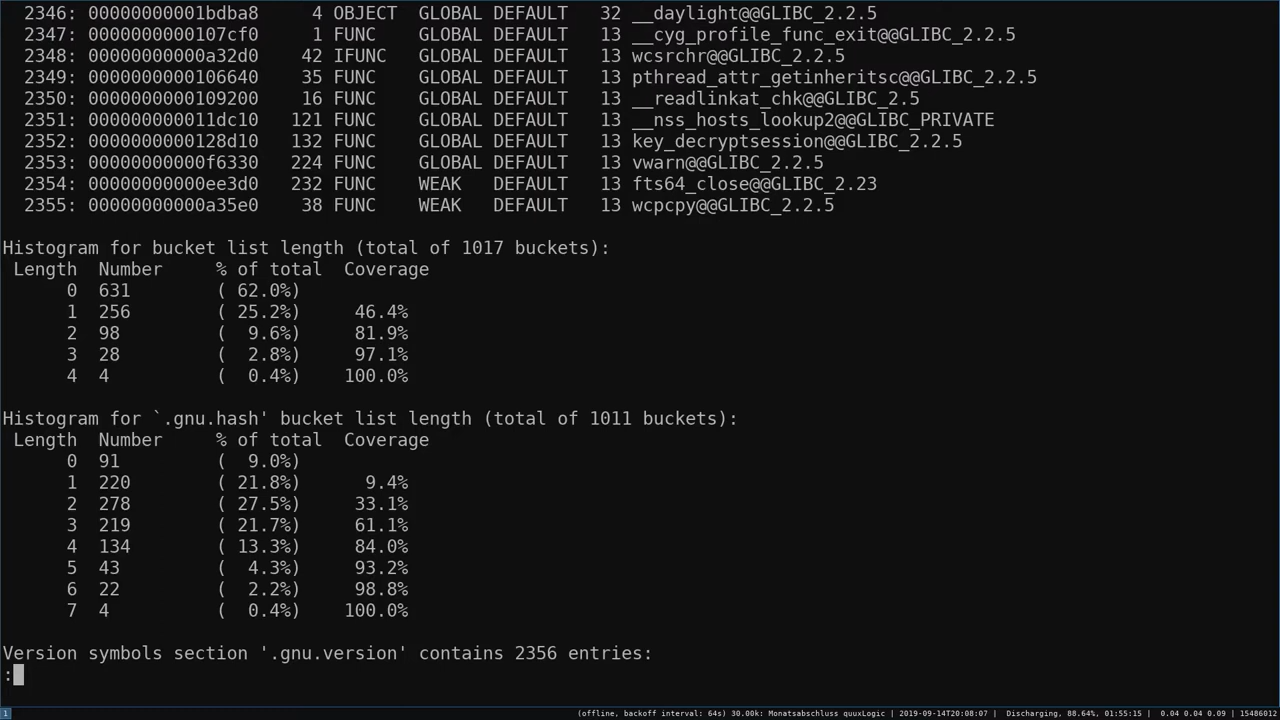 2346: 00000000001bdba8     4 OBJECT  GLOBAL DEFAULT   32 __daylight@@GLIBC_2.2.5
2347: 0000000000107cf0     1 FUNC    GLOBAL DEFAULT   13 __cyg_profile_func_exit@@GLIBC_2.2.5
2348: 00000000000a32d0    42 IFUNC   GLOBAL DEFAULT   13 wcsrchr@@GLIBC_2.2.5
2349: 0000000000106640    35 FUNC    GLOBAL DEFAULT   13 pthread_attr_getinheritsc@@GLIBC_2.2.5
2350: 0000000000109200    16 FUNC    GLOBAL DEFAULT   13 __readlinkat_chk@@GLIBC_2.5
2351: 000000000011dc10   121 FUNC    GLOBAL DEFAULT   13 __nss_hosts_lookup2@@GLIBC_PRIVATE
2352: 0000000000128d10   132 FUNC    GLOBAL DEFAULT   13 key_decryptsession@@GLIBC_2.2.5
2353: 00000000000f6330   224 FUNC    GLOBAL DEFAULT   13 vwarn@@GLIBC_2.2.5
2354: 00000000000ee3d0   232 FUNC    WEAK   DEFAULT   13 fts64_close@@GLIBC_2.23
2355: 00000000000a35e0    38 FUNC    WEAK   DEFAULT   13 wcpcpy@@GLIBC_2.2.5
Histogram for bucket list length (total of 1017 buckets):
Length  Number     % of total  Coverage
0  631        ( 62.0%)
1  256        ( 25.2%)     46.4%
2  98         (  9.6%)     81.9%
3  28         (  2.8%)     97.1%
4  4          (  0.4%)    100.0%
Histogram for `.gnu.hash' bucket list length (total of 1011 buckets):
Length  Number     % of total  Coverage
0  91         (  9.0%)
1  220        ( 21.8%)      9.4%
2  278        ( 27.5%)     33.1%
3  219        ( 21.7%)     61.1%
4  134        ( 13.3%)     84.0%
5  43         (  4.3%)     93.2%
6  22         (  2.2%)     98.8%
7  4          (  0.4%)    100.0%
Version symbols section '.gnu.version' contains 2356 entries:
:
1 (offline, backoff interval: 64s) 30.00k: Monatsabschluss quuxLogic | 2019-09-14T20:08:07 |  Discharging, 88.64%, 01:55:15 |  0.04 0.04 0.09 | 15486012